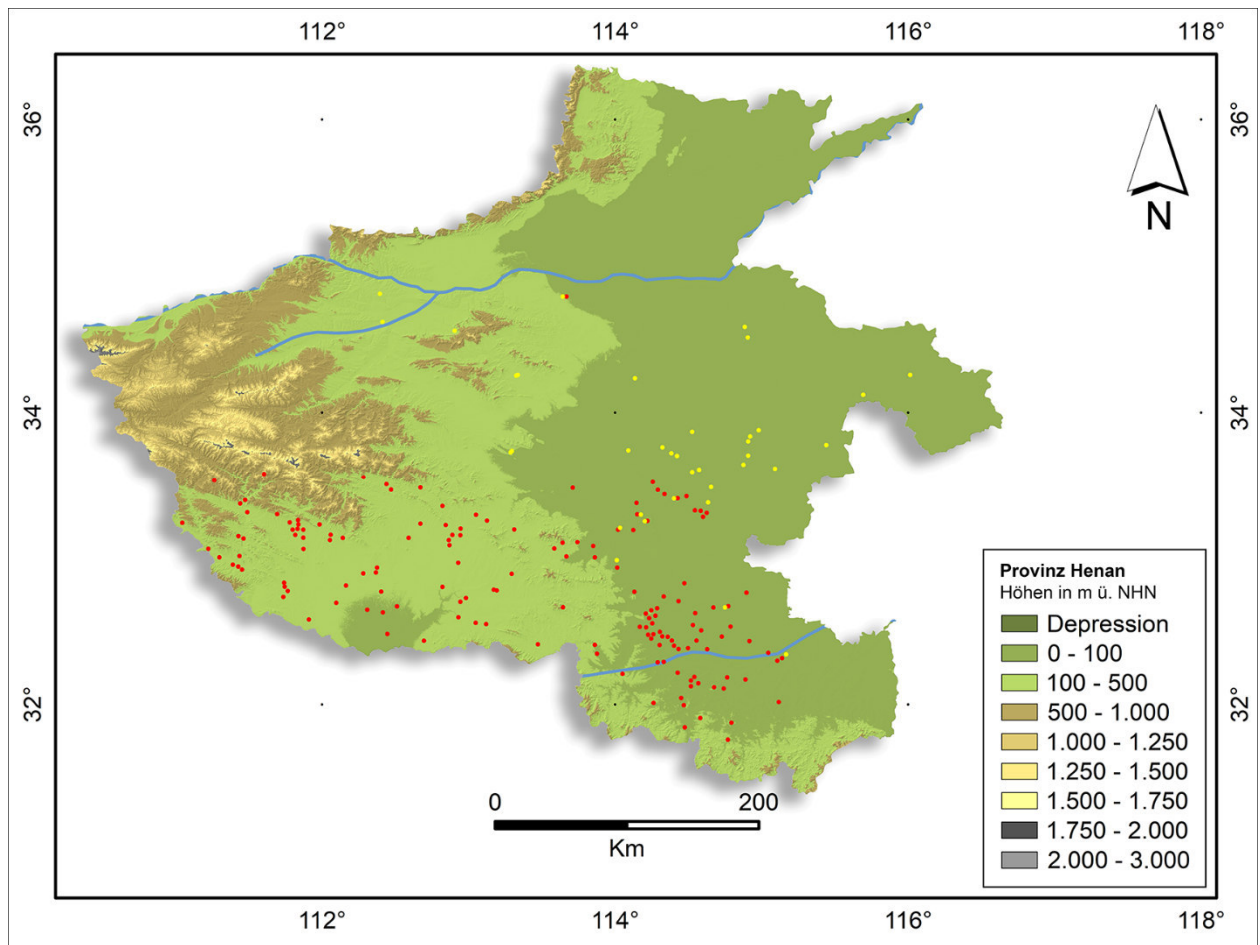 112° 114° 116° 118°
36° 36°
34° 34°
32° 32°
N
Provinz Henan
Höhen in m ü. NHN
Depression
0 - 100
100 - 500
500 - 1.000
1.000 - 1.250
1.250 - 1.500
1.500 - 1.750
1.750 - 2.000
2.000 - 3.000
0 200
Km
112° 114° 116° 118°